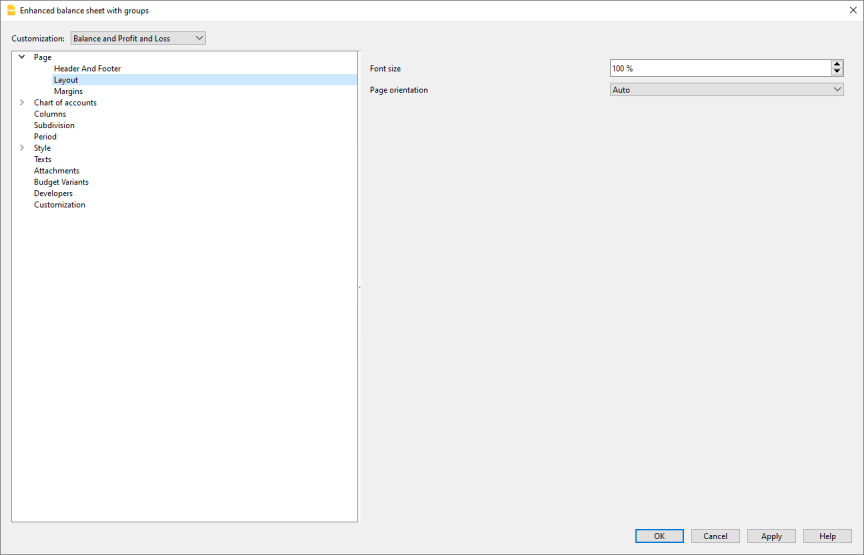 Enhanced balance sheet with groups
Customization: Balance and Profit and Loss
Page
Header And Footer
Layout
Margins
Chart of accounts
Columns
Subdivision
Period
Style
Texts
Attachments
Budget Variants
Developers
Customization
Font size 100 %
Page orientation Auto
OK Cancel Apply Help